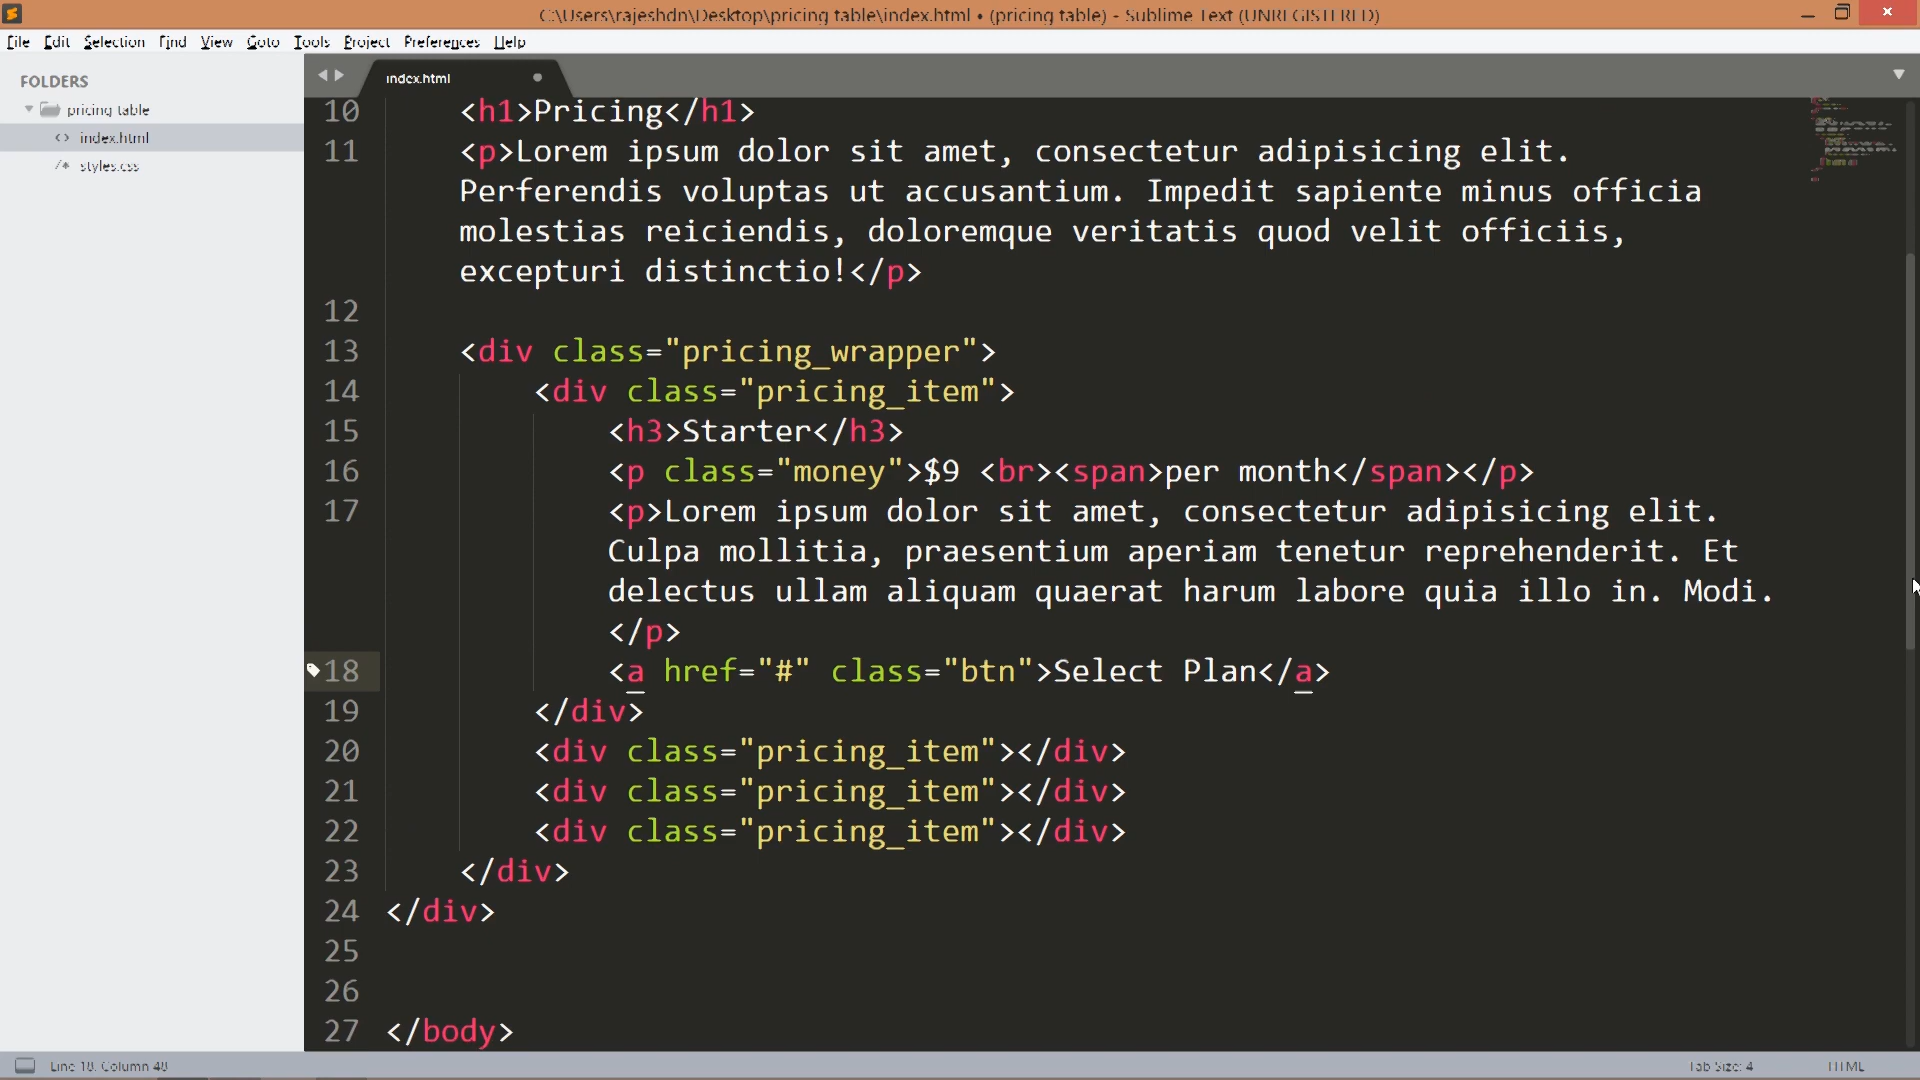 C:\Users\rajeshdn\Desktop\pricing table\index.html • (pricing table) - Sublime Text (UNREGISTERED)
File Edit Selection Find View Goto Tools Project Preferences Help
FOLDERS
pricing table
<> index.html
/* styles.css
index.html
10 <h1>Pricing</h1>
11 <p>Lorem ipsum dolor sit amet, consectetur adipisicing elit.
Perferendis voluptas ut accusantium. Impedit sapiente minus officia
molestias reiciendis, doloremque veritatis quod velit officiis,
excepturi distinctio!</p>
12
13 <div class="pricing_wrapper">
14 <div class="pricing_item">
15 <h3>Starter</h3>
16 <p class="money">$9 <br><span>per month</span></p>
17 <p>Lorem ipsum dolor sit amet, consectetur adipisicing elit.
Culpa mollitia, praesentium aperiam tenetur reprehenderit. Et
delectus ullam aliquam quaerat harum labore quia illo in. Modi.
</p>
18 <a href="#" class="btn">Select Plan</a>
19 </div>
20 <div class="pricing_item"></div>
21 <div class="pricing_item"></div>
22 <div class="pricing_item"></div>
23 </div>
24 </div>
25
26
27 </body>
Line 18, Column 48
Tab Size: 4
HTML